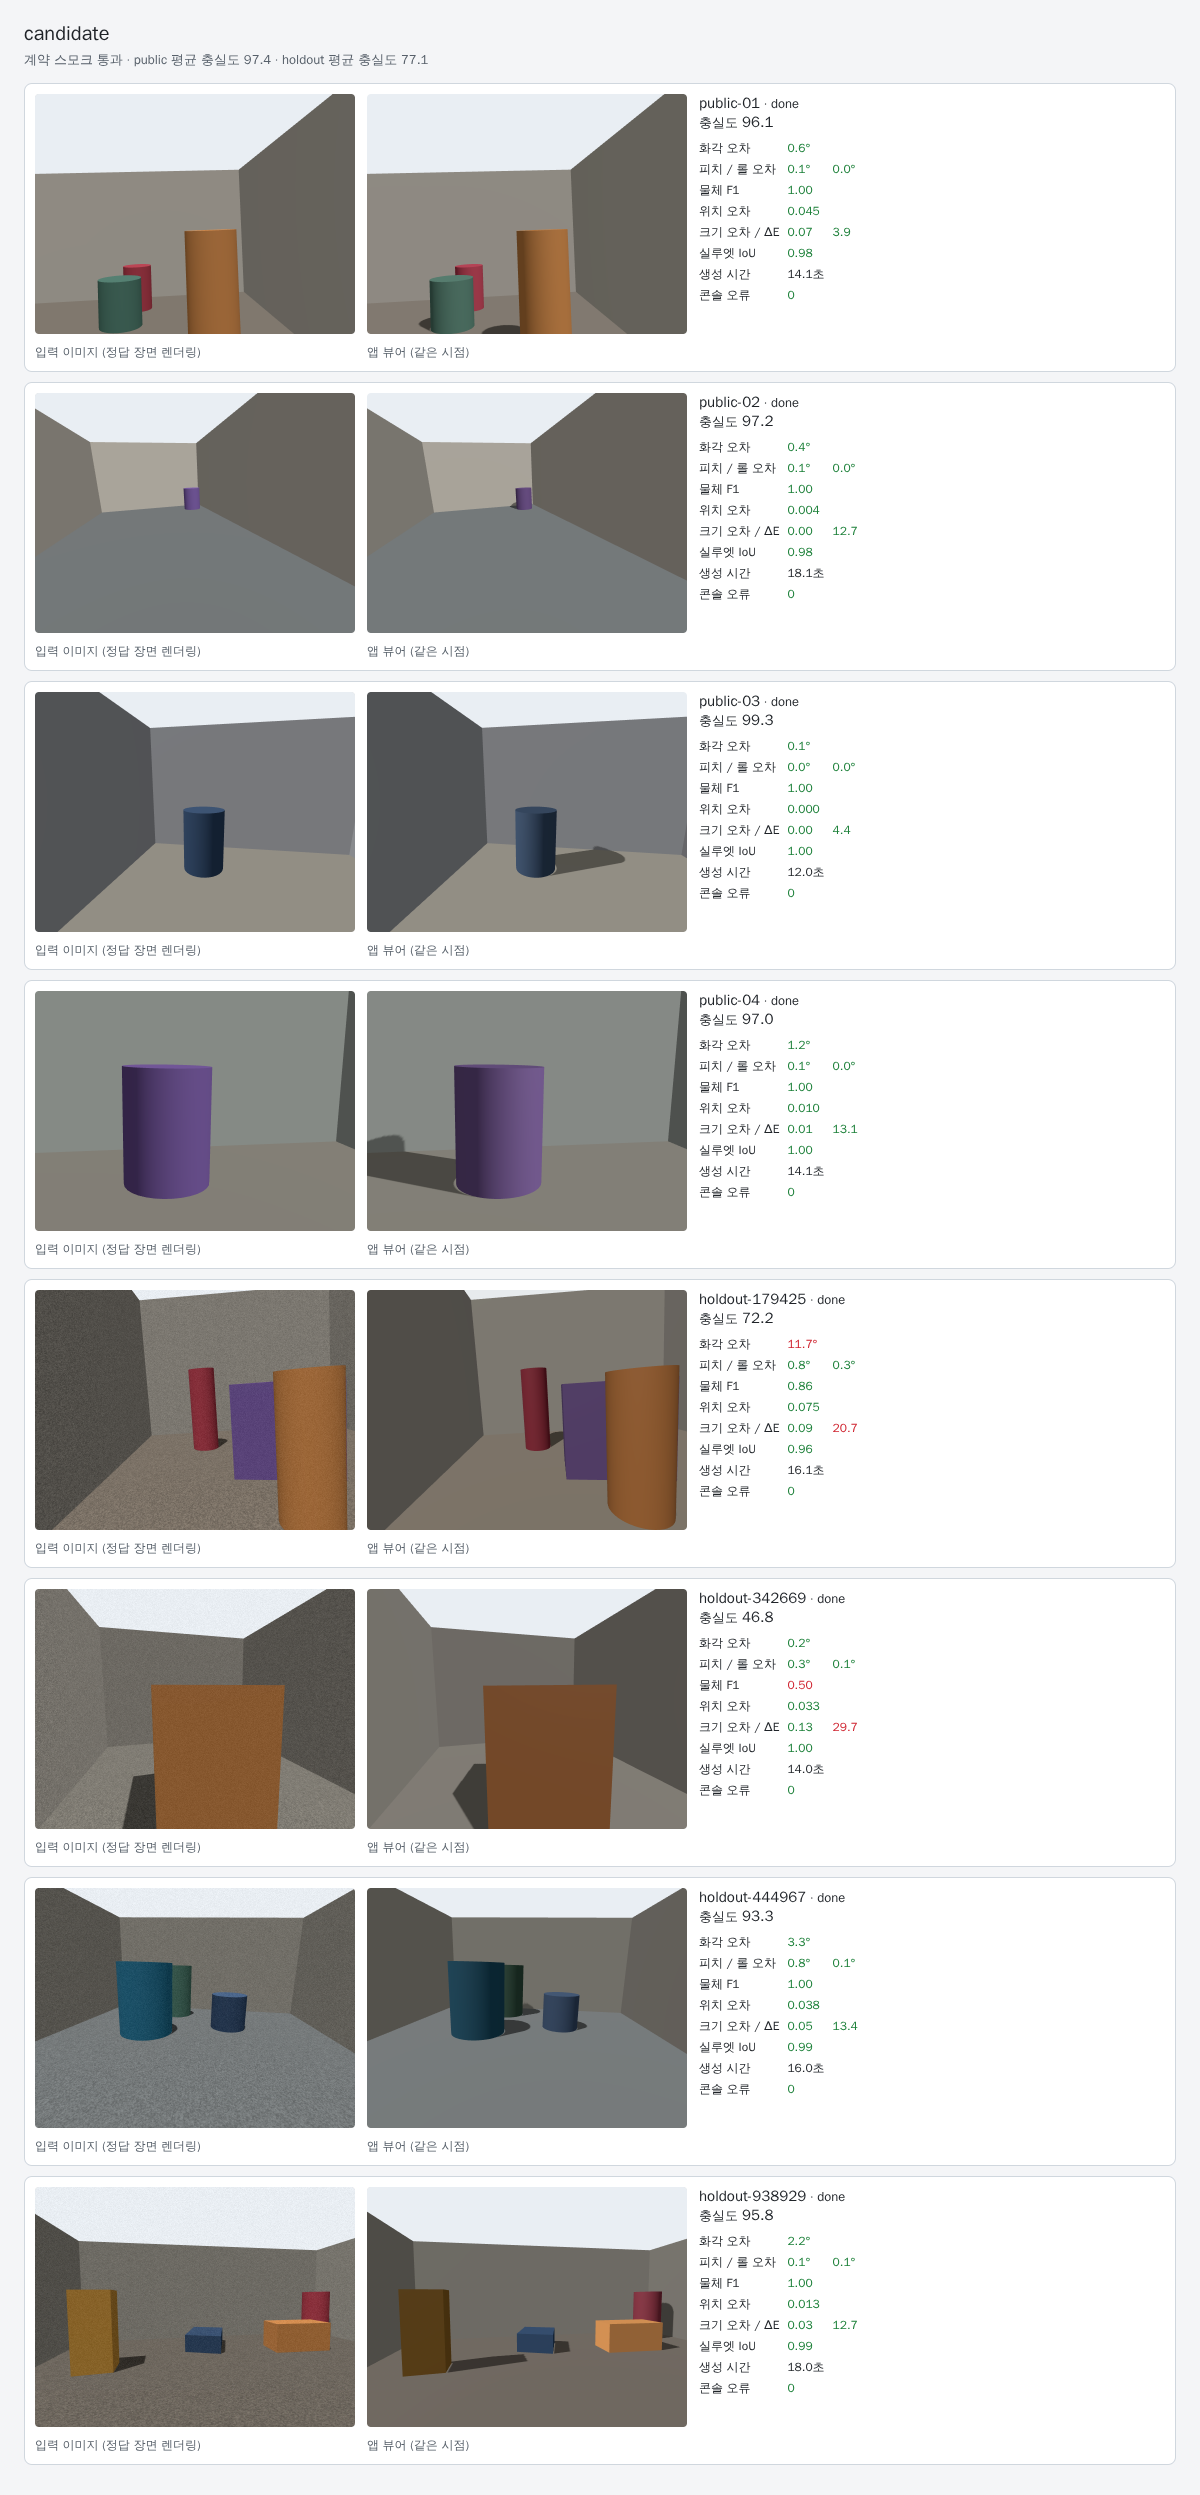 candidate
계약 스모크 통과 · public 평균 충실도 97.4 · holdout 평균 충실도 77.1
public-01 · done
충실도 96.1
화각 오차 0.6°
피치 / 롤 오차 0.1° 0.0°
물체 F1 1.00
위치 오차 0.045
크기 오차 / ΔE 0.07 3.9
실루엣 IoU 0.98
생성 시간 14.1초
콘솔 오류 0
입력 이미지 (정답 장면 렌더링) 앱 뷰어 (같은 시점)
public-02 · done
충실도 97.2
화각 오차 0.4°
피치 / 롤 오차 0.1° 0.0°
물체 F1 1.00
위치 오차 0.004
크기 오차 / ΔE 0.00 12.7
실루엣 IoU 0.98
생성 시간 18.1초
콘솔 오류 0
입력 이미지 (정답 장면 렌더링) 앱 뷰어 (같은 시점)
public-03 · done
충실도 99.3
화각 오차 0.1°
피치 / 롤 오차 0.0° 0.0°
물체 F1 1.00
위치 오차 0.000
크기 오차 / ΔE 0.00 4.4
실루엣 IoU 1.00
생성 시간 12.0초
콘솔 오류 0
입력 이미지 (정답 장면 렌더링) 앱 뷰어 (같은 시점)
public-04 · done
충실도 97.0
화각 오차 1.2°
피치 / 롤 오차 0.1° 0.0°
물체 F1 1.00
위치 오차 0.010
크기 오차 / ΔE 0.01 13.1
실루엣 IoU 1.00
생성 시간 14.1초
콘솔 오류 0
입력 이미지 (정답 장면 렌더링) 앱 뷰어 (같은 시점)
holdout-179425 · done
충실도 72.2
화각 오차 11.7°
피치 / 롤 오차 0.8° 0.3°
물체 F1 0.86
위치 오차 0.075
크기 오차 / ΔE 0.09 20.7
실루엣 IoU 0.96
생성 시간 16.1초
콘솔 오류 0
입력 이미지 (정답 장면 렌더링) 앱 뷰어 (같은 시점)
holdout-342669 · done
충실도 46.8
화각 오차 0.2°
피치 / 롤 오차 0.3° 0.1°
물체 F1 0.50
위치 오차 0.033
크기 오차 / ΔE 0.13 29.7
실루엣 IoU 1.00
생성 시간 14.0초
콘솔 오류 0
입력 이미지 (정답 장면 렌더링) 앱 뷰어 (같은 시점)
holdout-444967 · done
충실도 93.3
화각 오차 3.3°
피치 / 롤 오차 0.8° 0.1°
물체 F1 1.00
위치 오차 0.038
크기 오차 / ΔE 0.05 13.4
실루엣 IoU 0.99
생성 시간 16.0초
콘솔 오류 0
입력 이미지 (정답 장면 렌더링) 앱 뷰어 (같은 시점)
holdout-938929 · done
충실도 95.8
화각 오차 2.2°
피치 / 롤 오차 0.1° 0.1°
물체 F1 1.00
위치 오차 0.013
크기 오차 / ΔE 0.03 12.7
실루엣 IoU 0.99
생성 시간 18.0초
콘솔 오류 0
입력 이미지 (정답 장면 렌더링) 앱 뷰어 (같은 시점)